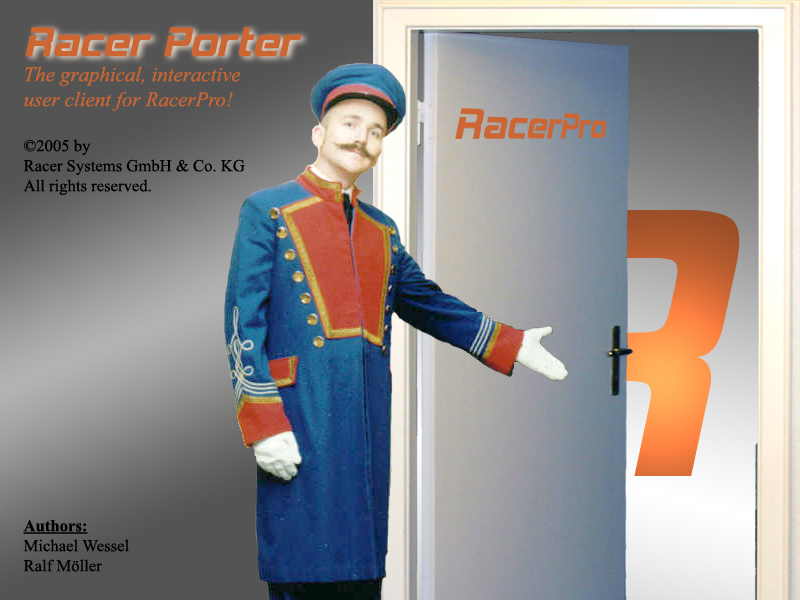 Racer Porter
The graphical, interactive
user client for RacerPro!
©2005 by
Racer Systems GmbH & Co. KG
All rights reserved.
RacerPro
R
Authors:
Michael Wessel
Ralf Möller